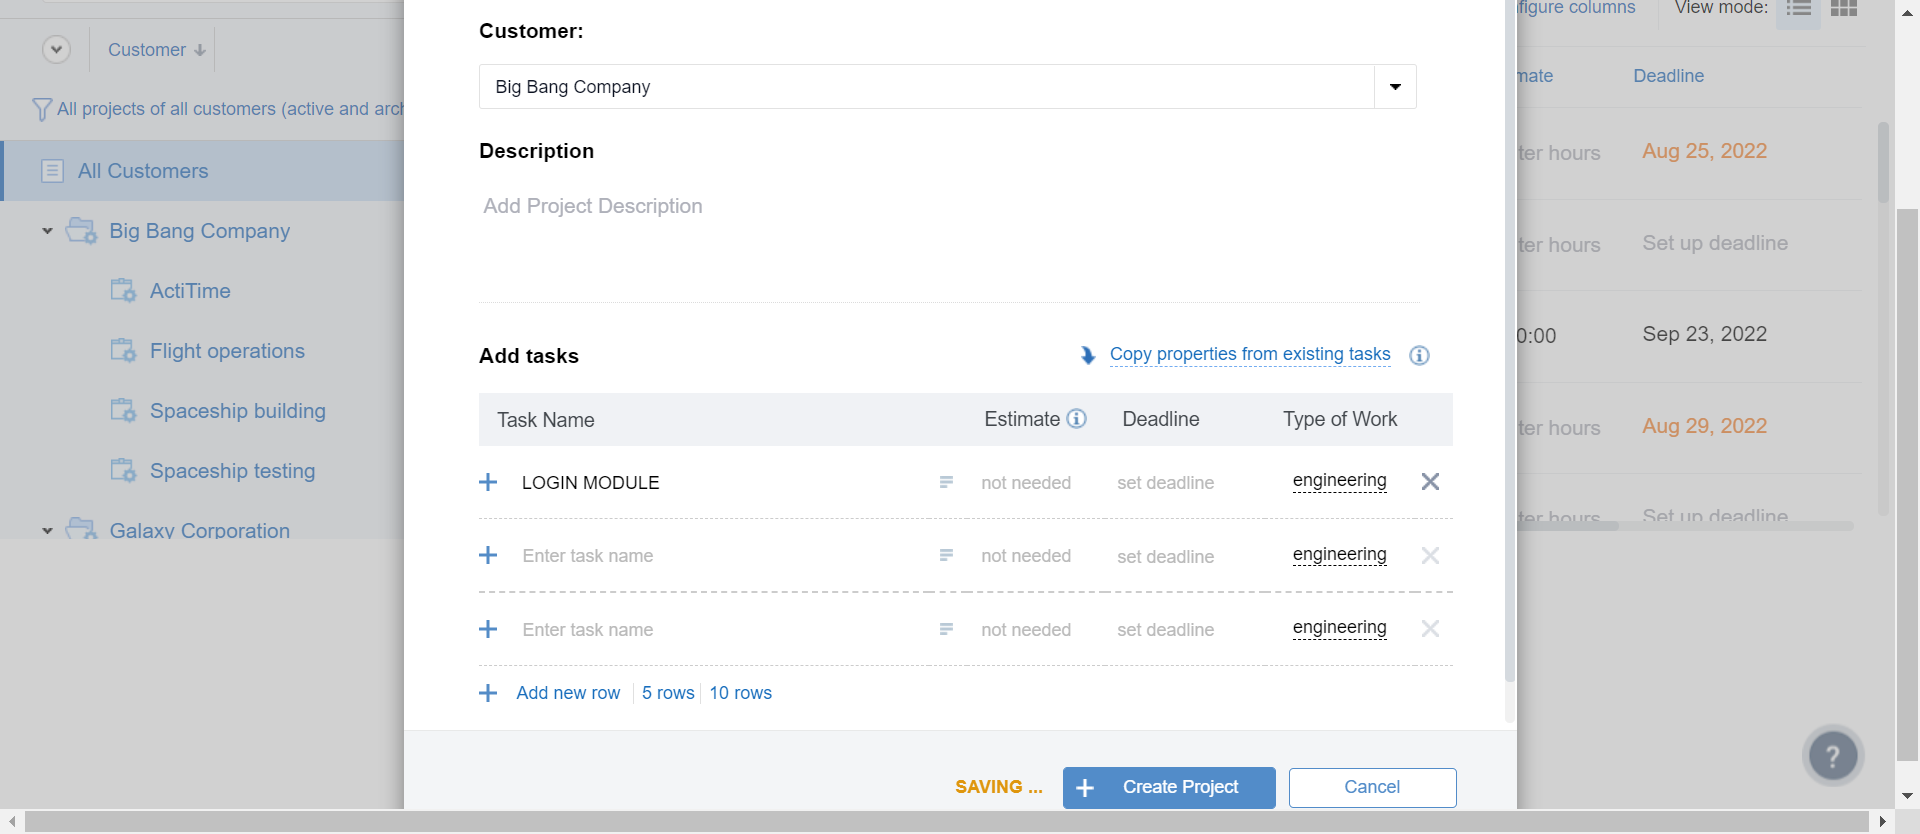 Customer:
figure columns
View mode:
Customer
Big Bang Company
mate
Deadline
All projects of all customers (active and arch
Description
ter hours
Aug 25, 2022
All Customers
Add Project Description
Big Bang Company
ter hours
Set up deadline
ActiTime
0:00
Sep 23, 2022
Flight operations
Add tasks
Copy properties from existing tasks
Spaceship building
Task Name
Estimate
Deadline
Type of Work
ter hours
Aug 29, 2022
Spaceship testing
LOGIN MODULE
not needed
set deadline
engineering
ter hours
Set up deadline
Galaxy Corporation
Enter task name
not needed
set deadline
engineering
Enter task name
not needed
set deadline
engineering
Add new row
5 rows
10 rows
SAVING ...
Create Project
Cancel
?